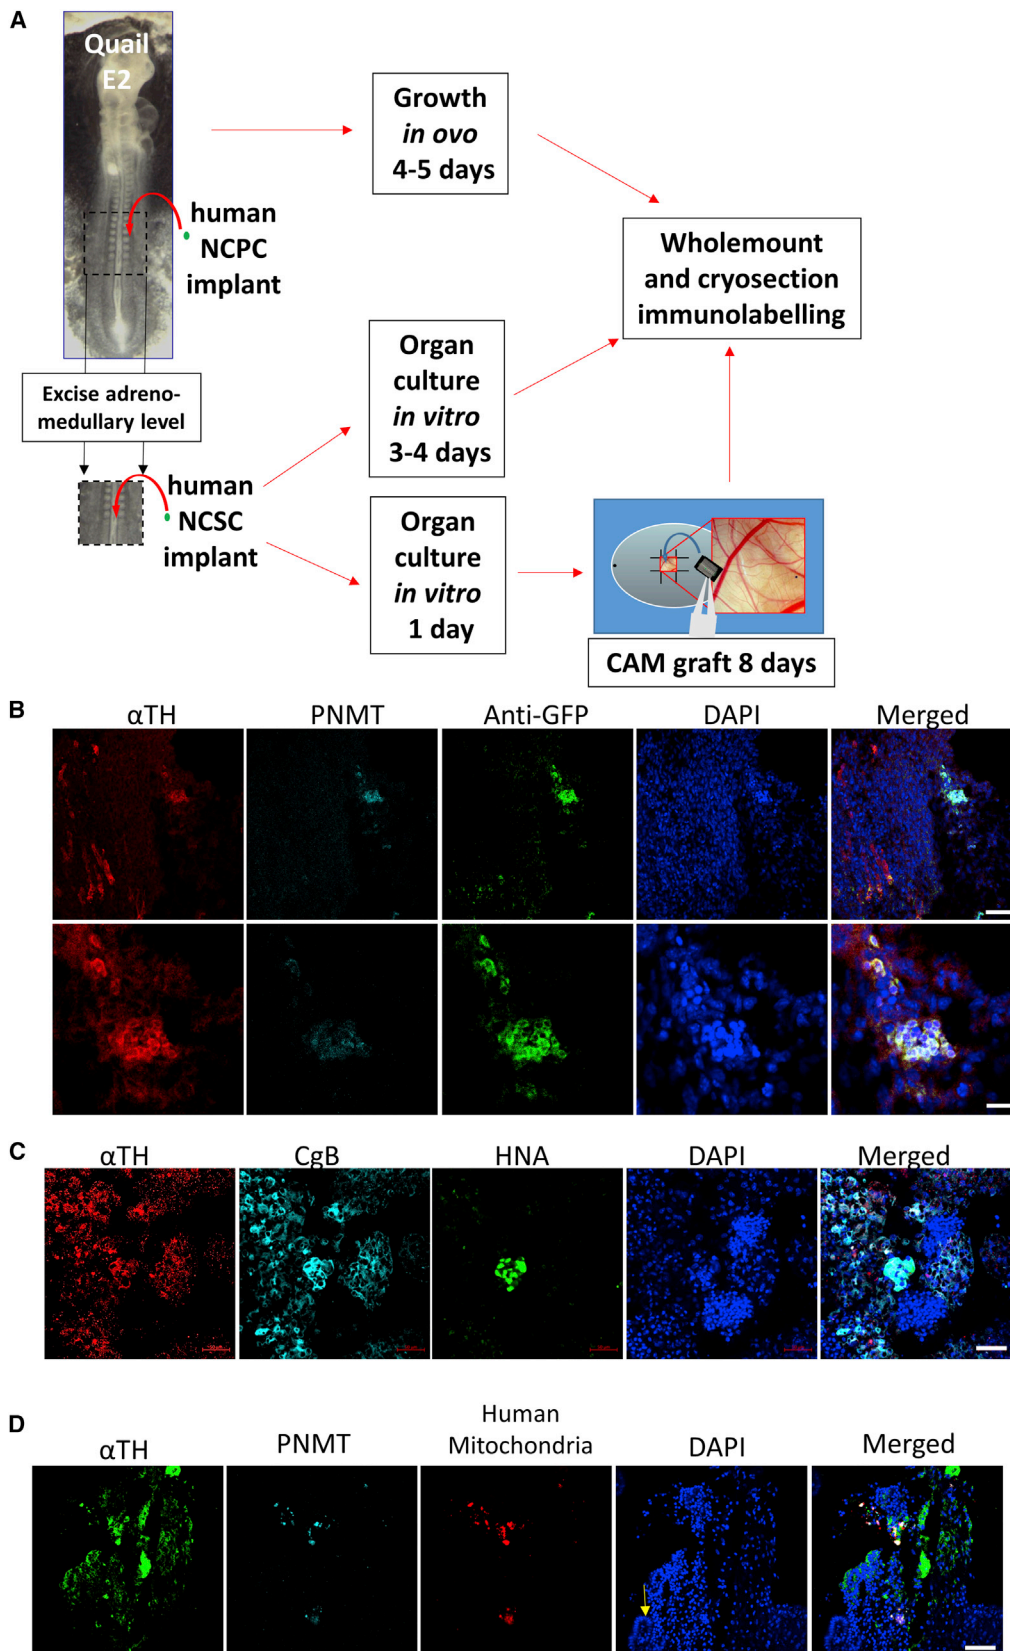 A
Quail
E2
human
NCPC
implant
Growth
in ovo
4-5 days
Wholemount
and cryosection
immunolabelling
Excise adreno-
medullary level
human
NCSC
implant
Organ
culture
in vitro
3-4 days
Organ
culture
in vitro
1 day
CAM graft 8 days
B
αTH PNMT Anti-GFP DAPI Merged
C
αTH CgB HNA DAPI Merged
D
αTH PNMT Human Mitochondria DAPI Merged